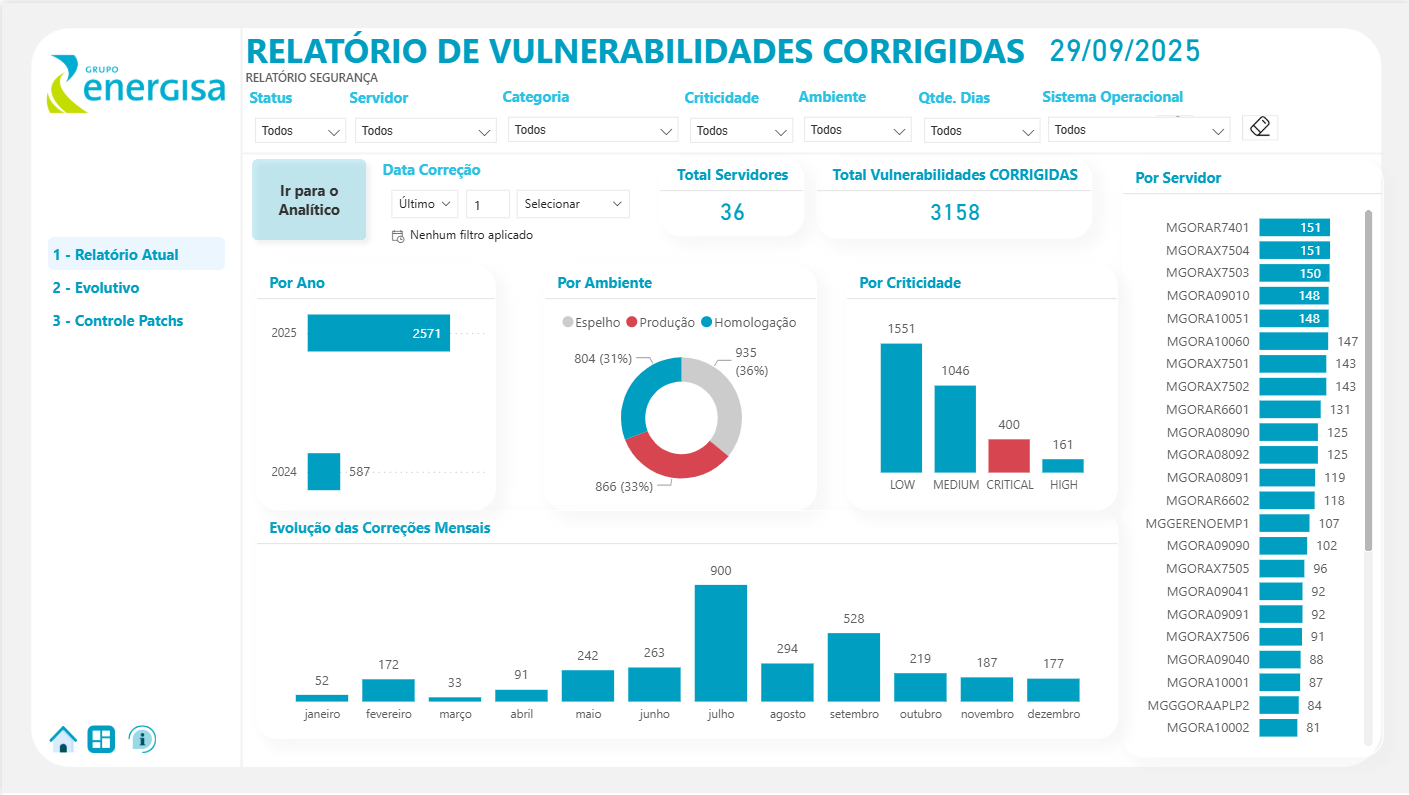 GRUPO
energisa
RELATÓRIO DE VULNERABILIDADES CORRIGIDAS 29/09/2025
RELATÓRIO SEGURANÇA
Status Servidor Categoria Criticidade Ambiente Qtde. Dias Sistema Operacional
Todos Todos Todos Todos Todos Todos Todos
Ir para o
Analítico
Data Correção
Último 1 Selecionar
Nenhum filtro aplicado
Total Servidores
36
Total Vulnerabilidades CORRIGIDAS
3158
1 - Relatório Atual
2 - Evolutivo
3 - Controle Patchs
Por Ano
2025 2571
2024 587
Por Ambiente
Espelho Produção Homologação
804 (31%)
935
(36%)
866 (33%)
Por Criticidade
1551
1046
400
161
LOW MEDIUM CRITICAL HIGH
Evolução das Correções Mensais
52 172 33 91 242 263 900 294 528 219 187 177
janeiro fevereiro março abril maio junho julho agosto setembro outubro novembro dezembro
Por Servidor
MGORAR7401 151
MGORAX7504 151
MGORAX7503 150
MGORA09010 148
MGORA10051 148
MGORA10060 147
MGORAX7501 143
MGORAX7502 143
MGORAR6601 131
MGORA08090 125
MGORA08092 125
MGORA08091 119
MGORAR6602 118
MGGERENOEMP1 107
MGORA09090 102
MGORAX7505 96
MGORA09041 92
MGORA09091 92
MGORAX7506 91
MGORA09040 88
MGORA10001 87
MGGGORAAPLP2 84
MGORA10002 81